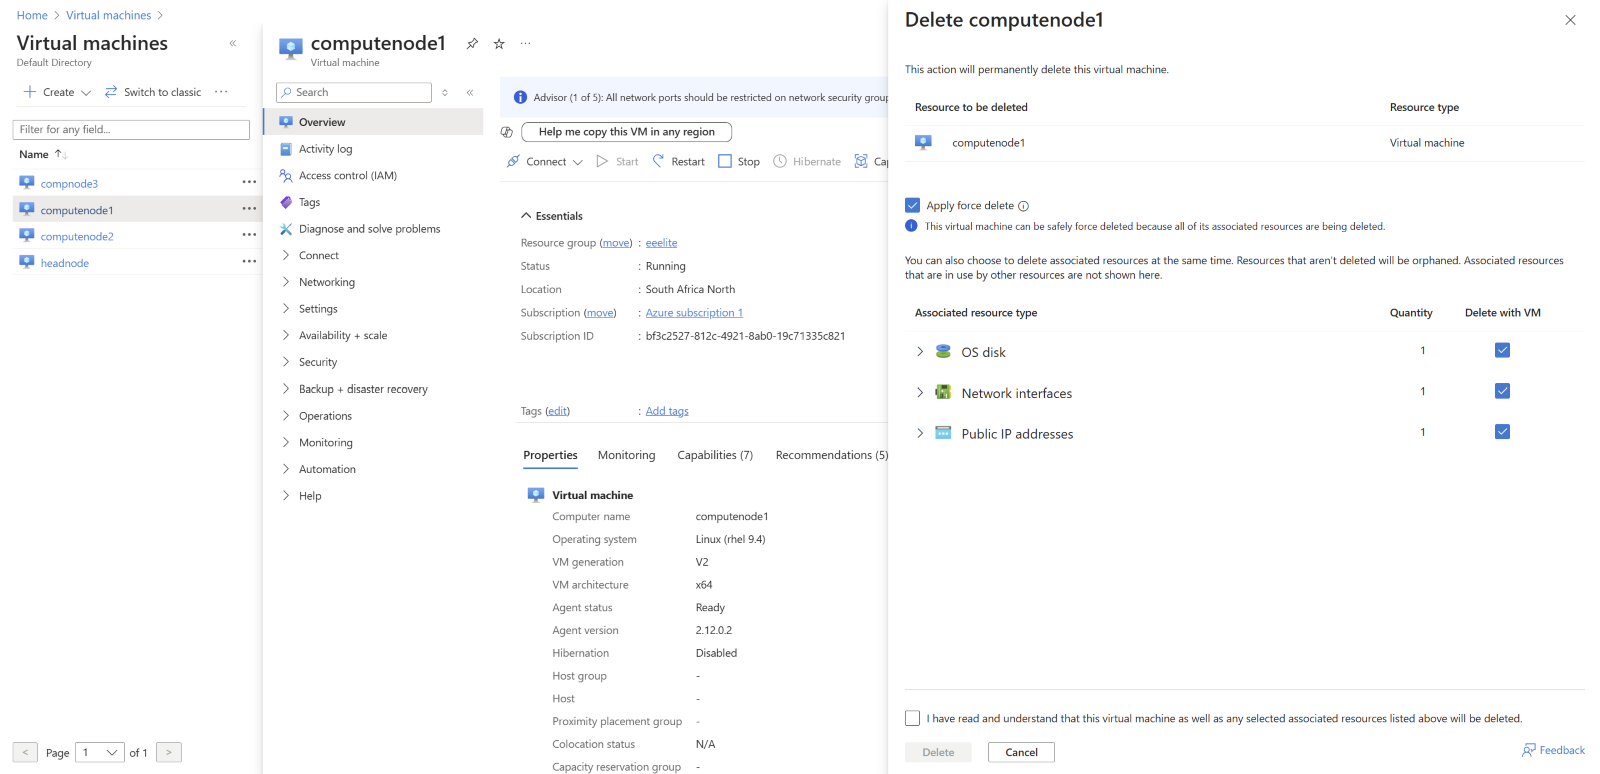 Home > Virtual machines >
Virtual machines
«
Default Directory
Create
Switch to classic
...
Filter for any field...
Name ↑↓
compnode3
computenode1
computenode2
headnode
< Page 1 of 1 >
computenode1
...
Virtual machine
Search
«
Overview
Activity log
Access control (IAM)
Tags
Diagnose and solve problems
Connect
Networking
Settings
Availability + scale
Security
Backup + disaster recovery
Operations
Monitoring
Automation
Help
Advisor (1 of 5): All network ports should be restricted on network security group
Help me copy this VM in any region
Connect
Start
Restart
Stop
Hibernate
Cap
Essentials
Resource group (move) : eeelite
Status : Running
Location : South Africa North
Subscription (move) : Azure subscription 1
Subscription ID : bf3c2527-812c-4921-8ab0-19c71335c821
Tags (edit) : Add tags
Properties Monitoring Capabilities (7) Recommendations (5)
Virtual machine
Computer name computenode1
Operating system Linux (rhel 9.4)
VM generation V2
VM architecture x64
Agent status Ready
Agent version 2.12.0.2
Hibernation Disabled
Host group -
Host -
Proximity placement group -
Colocation status N/A
Capacity reservation group -
Delete computenode1
This action will permanently delete this virtual machine.
Resource to be deleted Resource type
computenode1 Virtual machine
Apply force delete
This virtual machine can be safely force deleted because all of its associated resources are being deleted.
You can also choose to delete associated resources at the same time. Resources that aren't deleted will be orphaned. Associated resources
that are in use by other resources are not shown here.
Associated resource type Quantity Delete with VM
OS disk 1
Network interfaces 1
Public IP addresses 1
I have read and understand that this virtual machine as well as any selected associated resources listed above will be deleted.
Delete Cancel
Feedback